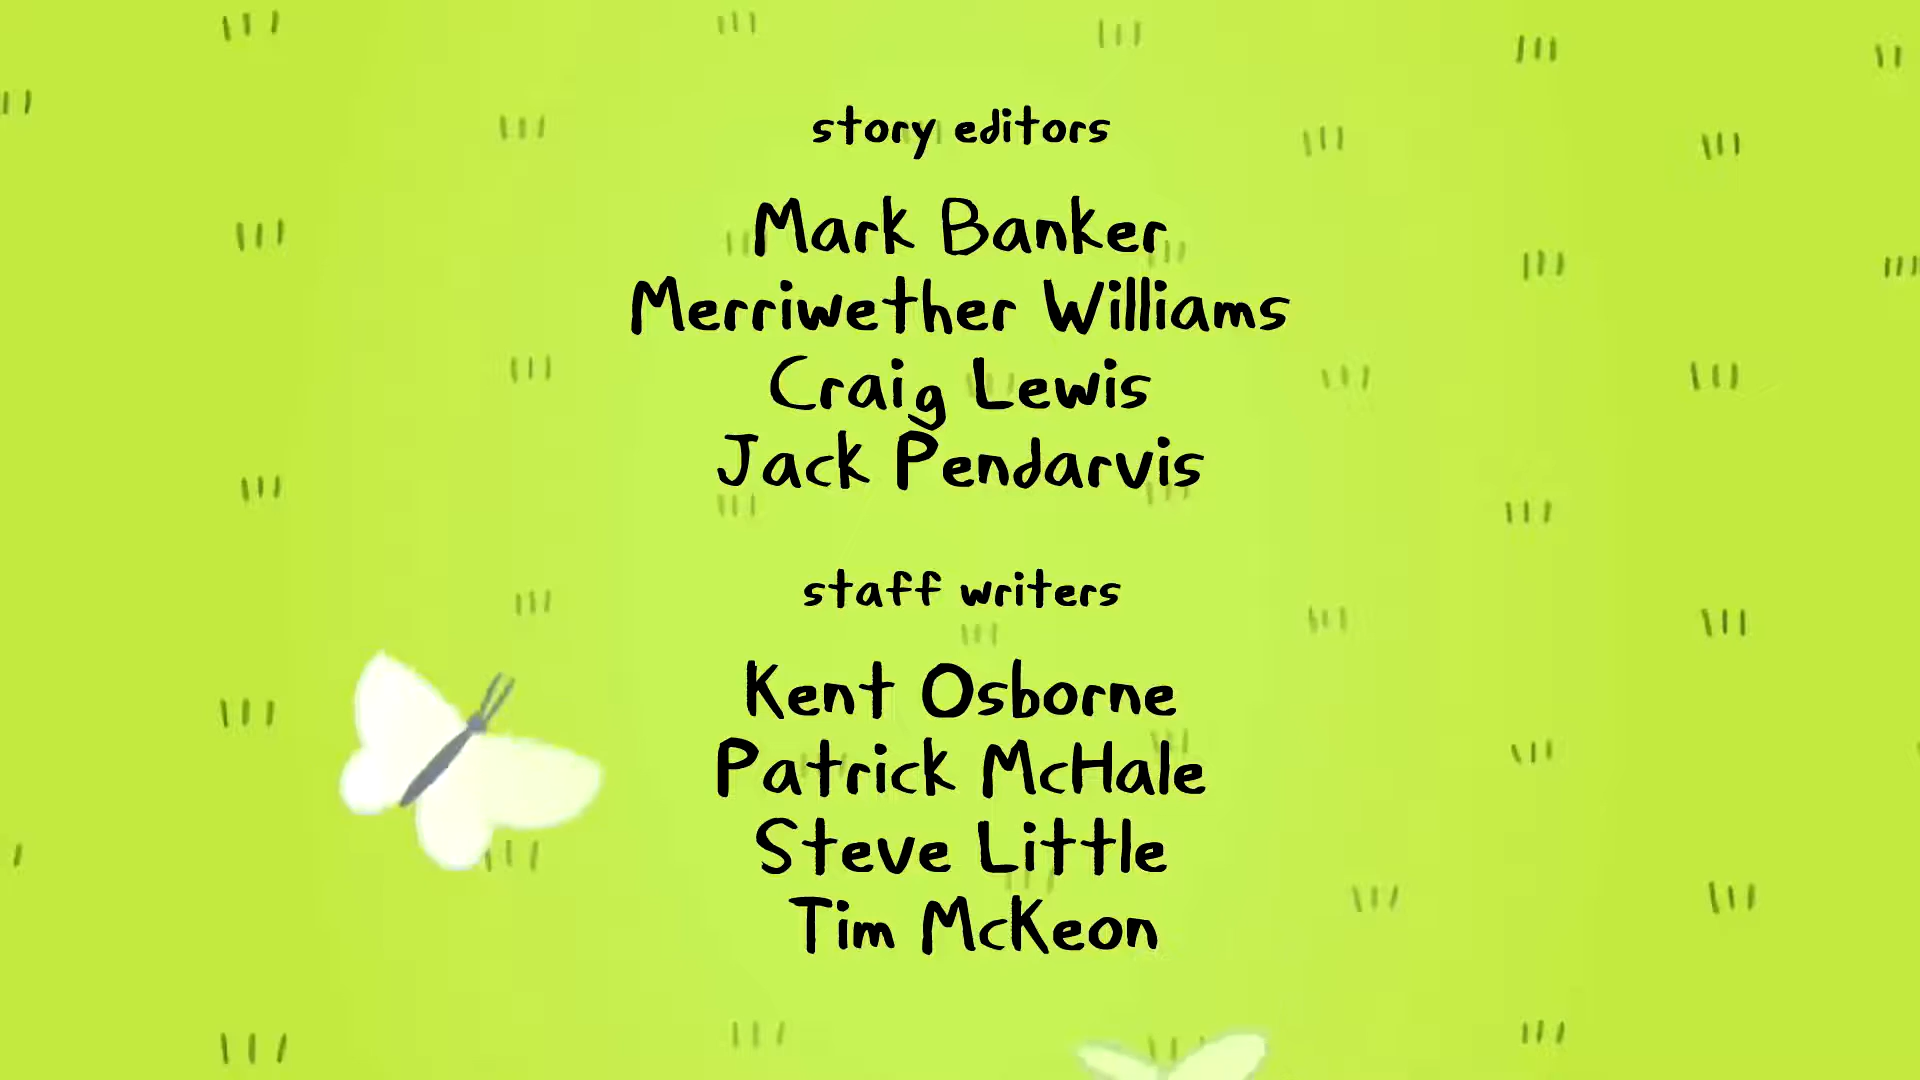 story editors
Mark Banker
Merriwether Williams
Craig Lewis
Jack Pendarvis
staff writers
Kent Osborne
Patrick McHale
Steve Little
Tim McKeon